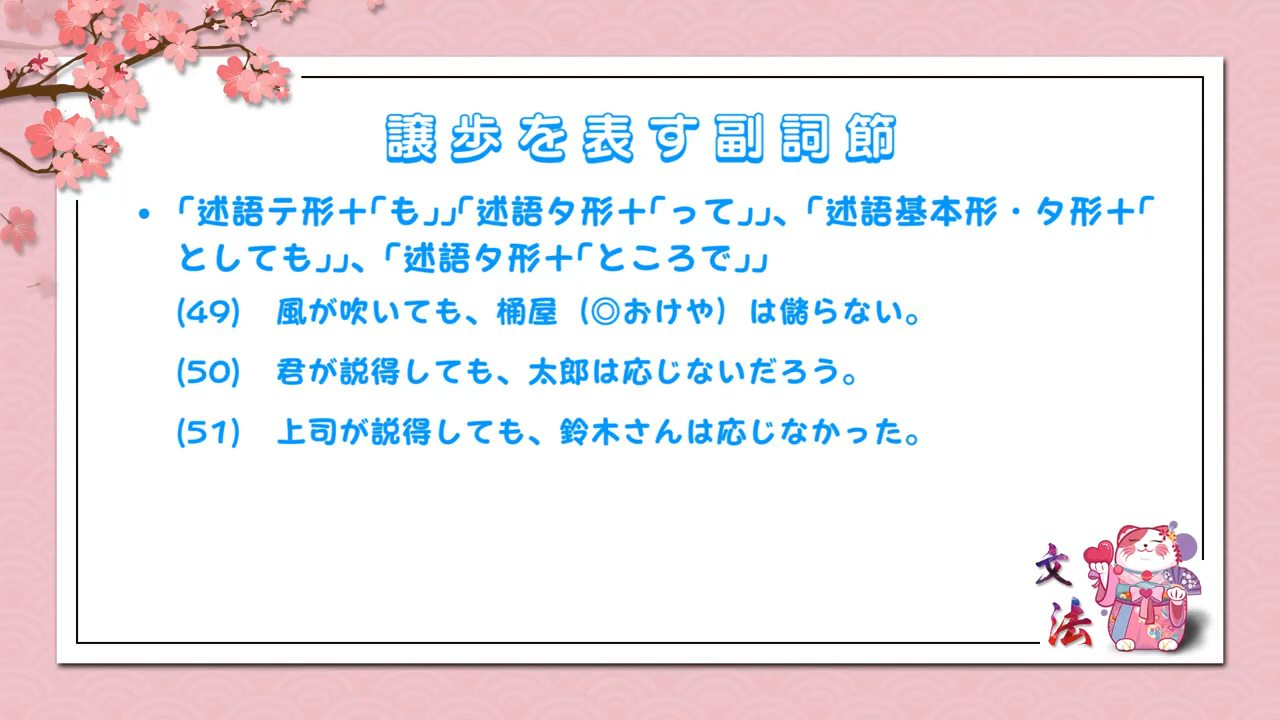 譲歩を表す副詞節
• 「述語テ形＋「も」」「述語タ形＋「って」」、「述語基本形・タ形＋「
としても」」、「述語タ形＋「ところで」」
(49) 風が吹いても、桶屋（◎おけや）は儲らない。
(50) 君が説得しても、太郎は応じないだろう。
(51) 上司が説得しても、鈴木さんは応じなかった。
文
法